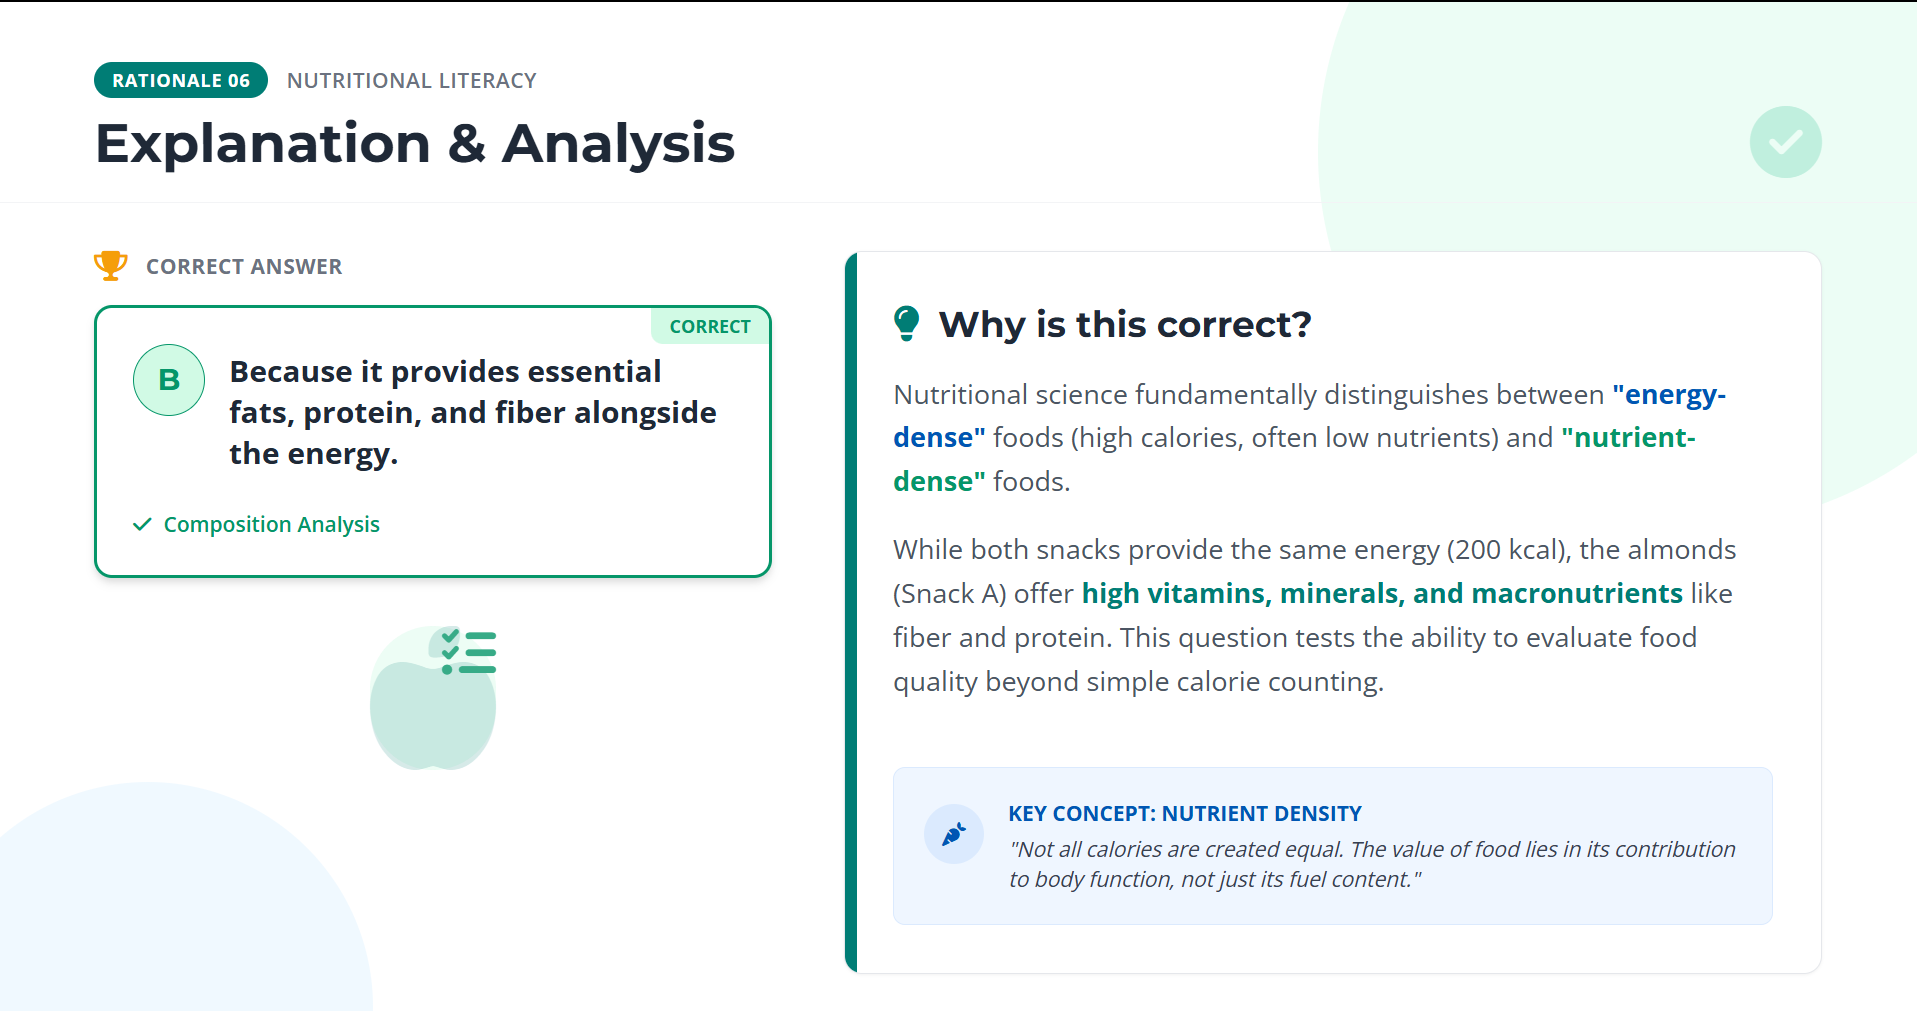 RATIONALE 06
NUTRITIONAL LITERACY
Explanation & Analysis
CORRECT ANSWER
CORRECT
B
Because it provides essential
fats, protein, and fiber alongside
the energy.
Composition Analysis
Why is this correct?
Nutritional science fundamentally distinguishes between "energy-
dense" foods (high calories, often low nutrients) and "nutrient-
dense" foods.
While both snacks provide the same energy (200 kcal), the almonds
(Snack A) offer high vitamins, minerals, and macronutrients like
fiber and protein. This question tests the ability to evaluate food
quality beyond simple calorie counting.
KEY CONCEPT: NUTRIENT DENSITY
"Not all calories are created equal. The value of food lies in its contribution
to body function, not just its fuel content."